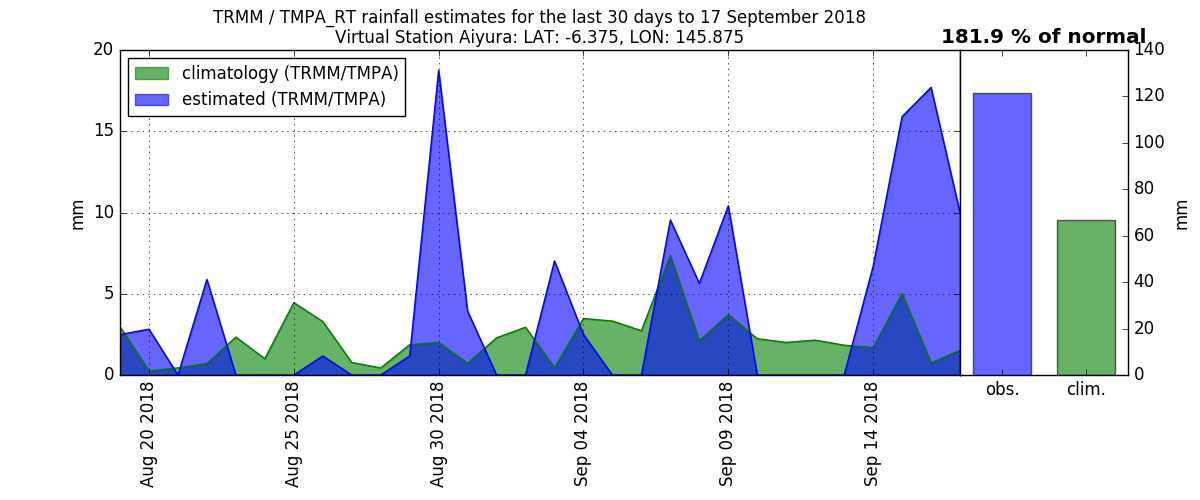 TRMM / TMPA_RT rainfall estimates for the last 30 days to 17 September 2018
Virtual Station Aiyura: LAT: -6.375, LON: 145.875
181.9 % of normal
climatology (TRMM/TMPA)
estimated (TRMM/TMPA)
mm
20
15
10
5
0
Aug 20 2018
Aug 25 2018
Aug 30 2018
Sep 04 2018
Sep 09 2018
Sep 14 2018
obs.
clim.
140
120
100
80
60
40
20
0
mm